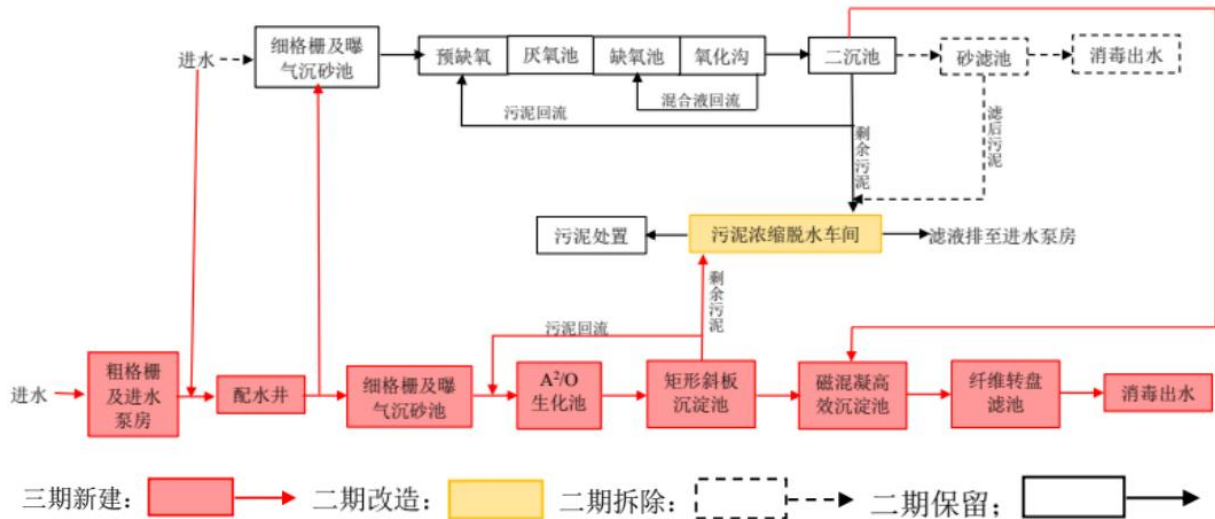 进水
细格栅及曝
气沉砂池
预缺氧
厌氧池
缺氧池
氧化沟
二沉池
砂滤池
消毒出水
混合液回流
污泥回流
剩余污泥
滤后污泥
污泥处置
污泥浓缩脱水车间
滤液排至进水泵房
剩余污泥
污泥回流
进水
粗格栅
及进水
泵房
配水井
细格栅及曝
气沉砂池
A²/O
生化池
矩形斜板
沉淀池
磁混凝高
效沉淀池
纤维转盘
滤池
消毒出水
三期新建：
二期改造：
二期拆除：
二期保留；